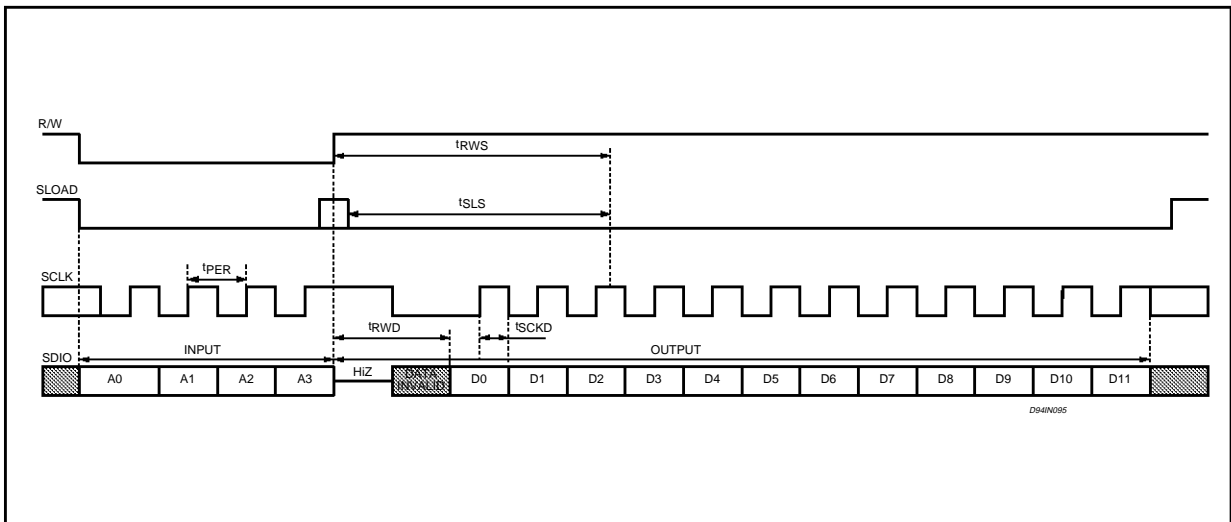 R/W
tRWS
SLOAD
tSLS
SCLK
tPER
tRWD
tSCKD
SDIO
INPUT
OUTPUT
A0 A1 A2 A3 HiZ DATA INVALID D0 D1 D2 D3 D4 D5 D6 D7 D8 D9 D10 D11
D94IN095